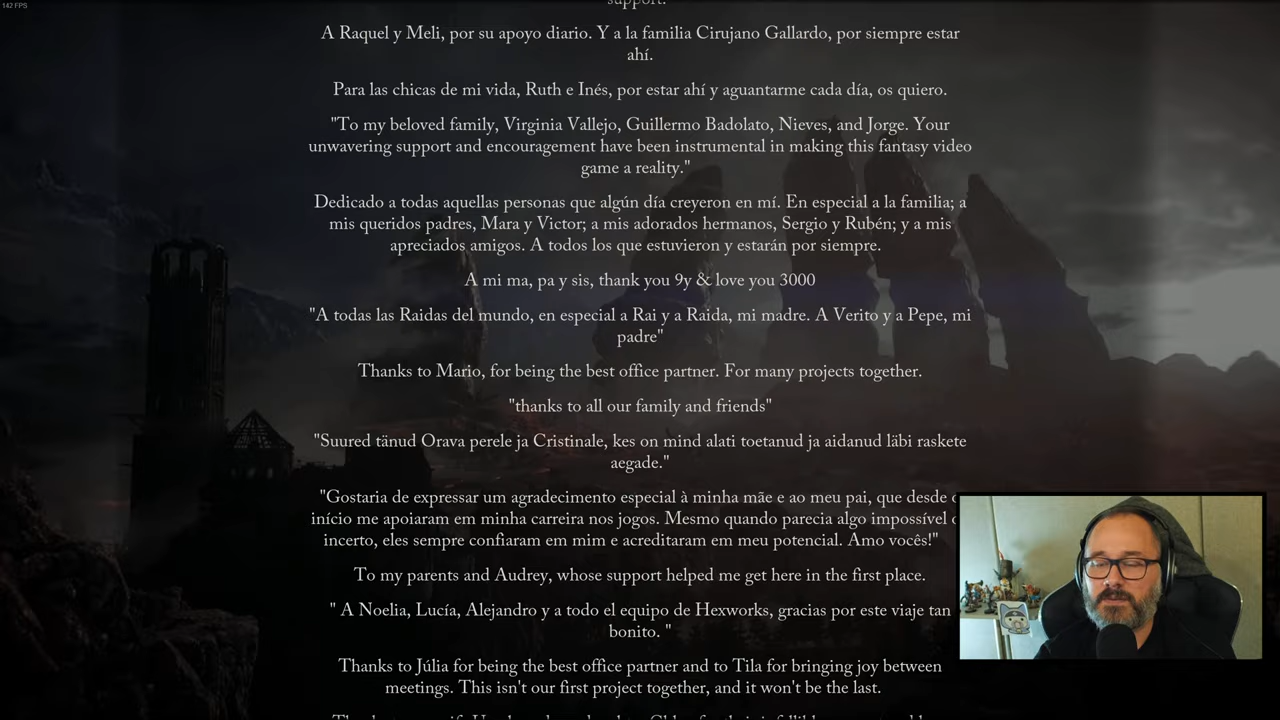 142 FPS
support.
A Raquel y Meli, por su apoyo diario. Y a la familia Cirujano Gallardo, por siempre estar
ahí.
Para las chicas de mi vida, Ruth e Inés, por estar ahí y aguantarme cada día, os quiero.
"To my beloved family, Virginia Vallejo, Guillermo Badolato, Nieves, and Jorge. Your
unwavering support and encouragement have been instrumental in making this fantasy video
game a reality."
Dedicado a todas aquellas personas que algún día creyeron en mí. En especial a la familia; a
mis queridos padres, Mara y Victor; a mis adorados hermanos, Sergio y Rubén; y a mis
apreciados amigos. A todos los que estuvieron y estarán por siempre.
A mi ma, pa y sis, thank you 9y & love you 3000
"A todas las Raidas del mundo, en especial a Rai y a Raida, mi madre. A Verito y a Pepe, mi
padre"
Thanks to Mario, for being the best office partner. For many projects together.
"thanks to all our family and friends"
"Suured tänud Orava perele ja Cristinale, kes on mind alati toetanud ja aidanud läbi raskete
aegade."
"Gostaria de expressar um agradecimento especial à minha mãe e ao meu pai, que desde
início me apoiaram em minha carreira nos jogos. Mesmo quando parecia algo impossível
incerto, eles sempre confiaram em mim e acreditaram em meu potencial. Amo vocês!"
To my parents and Audrey, whose support helped me get here in the first place.
" A Noelia, Lucía, Alejandro y a todo el equipo de Hexworks, gracias por este viaje tan
bonito. "
Thanks to Júlia for being the best office partner and to Tila for bringing joy between
meetings. This isn't our first project together, and it won't be the last.